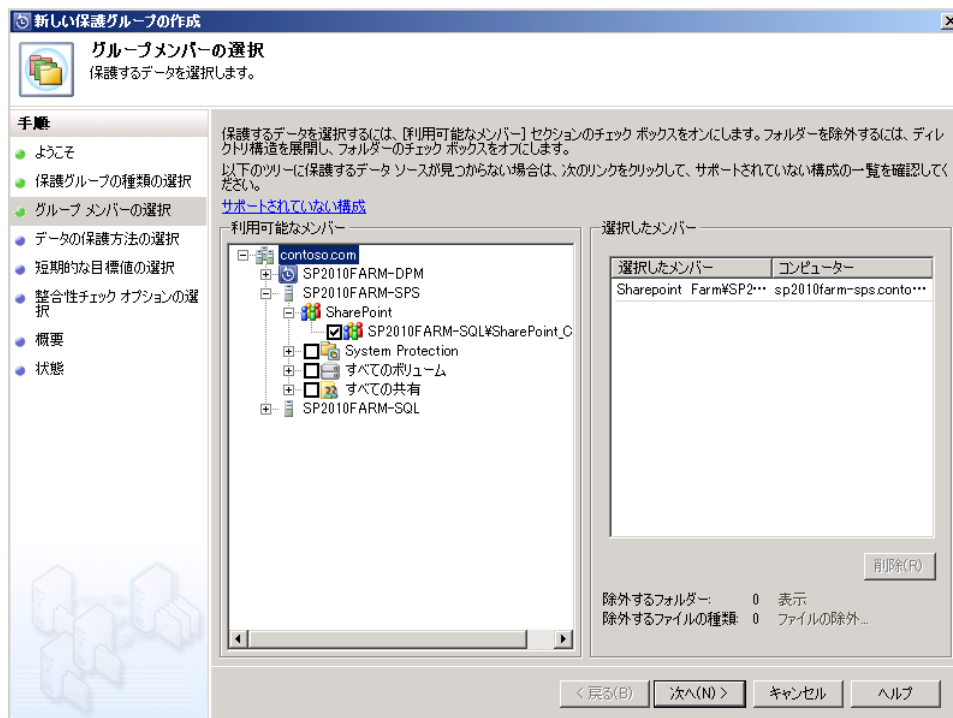 新しい保護グループの作成
グループ メンバーの選択
保護するデータを選択します。
手順
ようこそ
保護グループの種類の選択
グループ メンバーの選択
データの保護方法の選択
短期的な目標値の選択
整合性チェック オプションの選
択
概要
状態
保護するデータを選択するには、[利用可能なメンバー] セクションのチェック ボックスをオンにします。フォルダーを除外するには、ディレ
クトリ構造を展開し、フォルダーのチェック ボックスをオフにします。
以下のツリーに保護するデータ ソースが見つからない場合は、次のリンクをクリックして、サポートされていない構成の一覧を確認してく
ださい。
サポートされていない構成
利用可能なメンバー
contoso.com
SP2010FARM-DPM
SP2010FARM-SPS
SharePoint
SP2010FARM-SQL¥SharePoint_C
System Protection
すべてのボリューム
すべての共有
SP2010FARM-SQL
選択したメンバー
選択したメンバー コンピューター
Sharepoint Farm¥SP2… sp2010farm-sps.conto…
削除(R)
除外するフォルダー: 0 表示
除外するファイルの種類: 0 ファイルの除外...
< 戻る(B) 次へ(N) > キャンセル ヘルプ